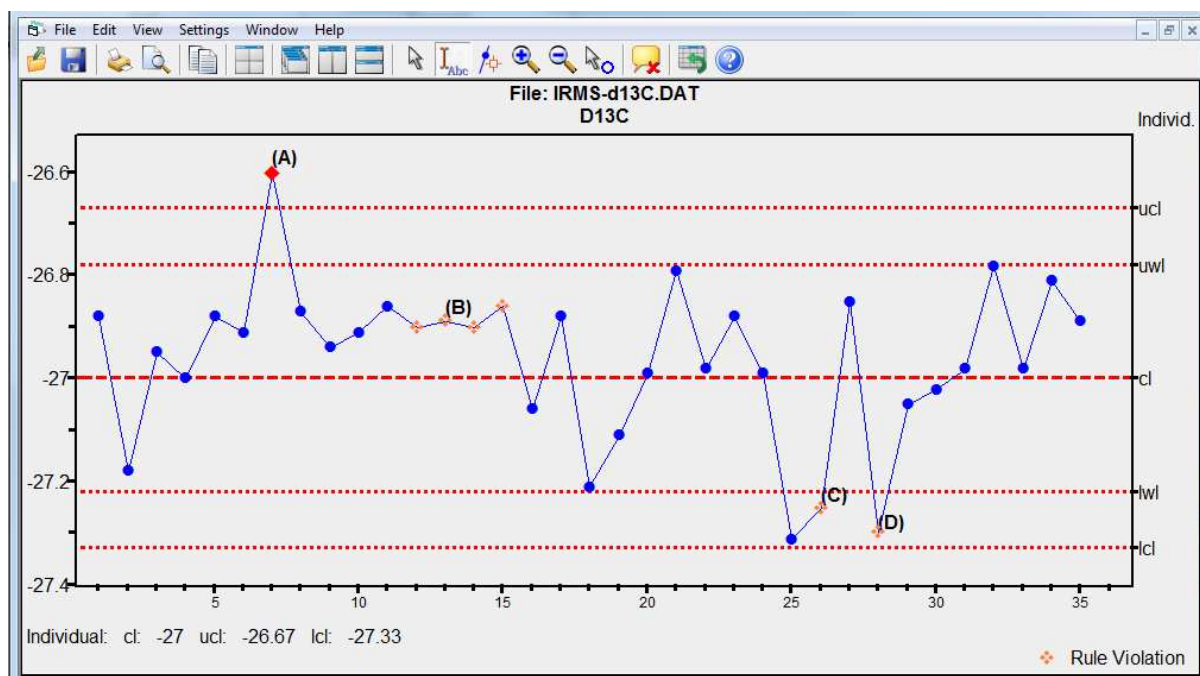 File Edit View Settings Window Help
Abc
File: IRMS-d13C.DAT
D13C
Individ.
(A)
-26.6
ucl
uwl
-26.8
(B)
-27
cl
-27.2
lwl
(C)
(D)
lcl
-27.4
5 10 15 20 25 30 35
Individual: cl: -27 ucl: -26.67 lcl: -27.33
Rule Violation